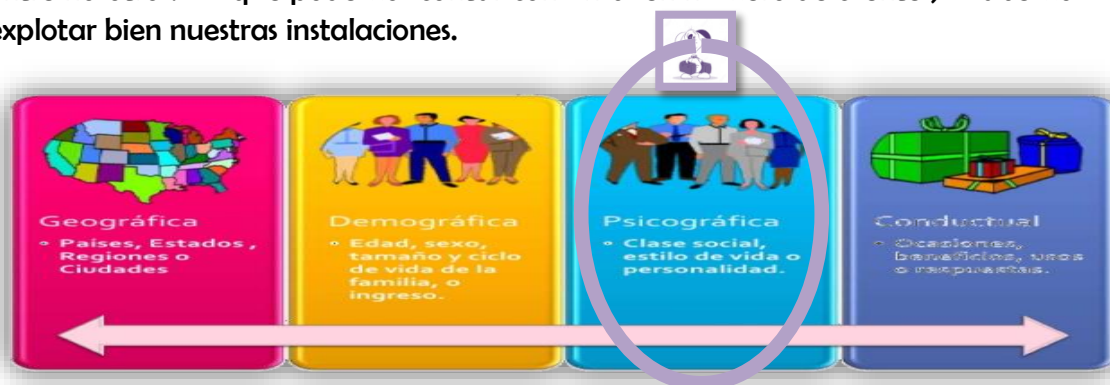 explotar bien nuestras instalaciones.
Geográfica
• Países, Estados,
Regiones o
Ciudades
Demográfica
• Edad, sexo,
tamaño y ciclo
de vida de la
familia, o
ingreso.
Psicográfica
• Clase social,
estilo de vida o
personalidad.
Conductual
• Ocasiones,
beneficios, usos
o respuestas.